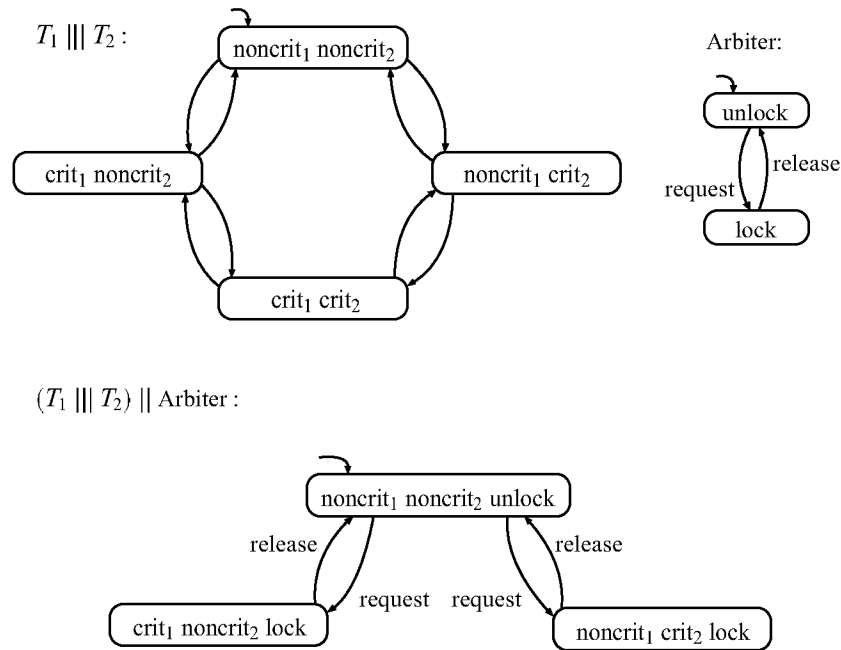 T₁ ||| T₂ :
noncrit₁ noncrit₂
crit₁ noncrit₂
noncrit₁ crit₂
crit₁ crit₂
Arbiter:
unlock
request
release
lock
(T₁ ||| T₂) || Arbiter :
noncrit₁ noncrit₂ unlock
release
request
request
release
crit₁ noncrit₂ lock
noncrit₁ crit₂ lock